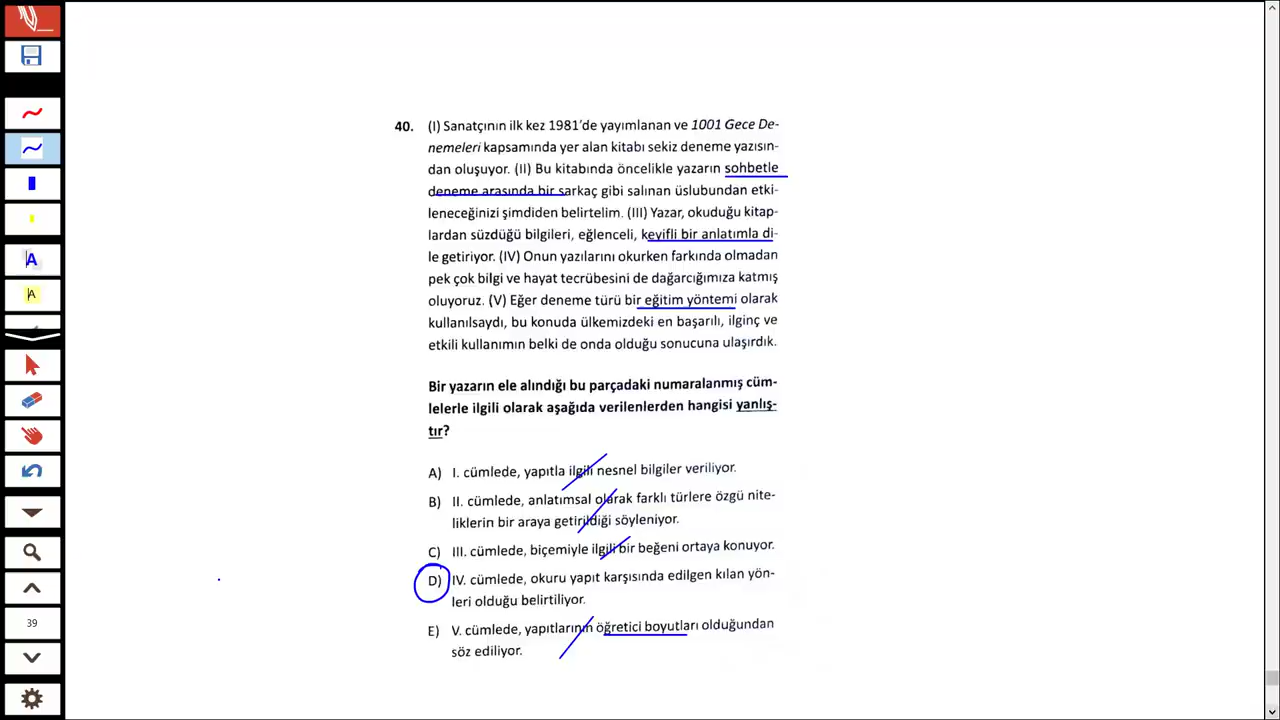 40. (I) Sanatçının ilk kez 1981'de yayımlanan ve 1001 Gece De-
nemeleri kapsamında yer alan kitabı sekiz deneme yazısın-
dan oluşuyor. (II) Bu kitabında öncelikle yazarın sohbetle
deneme arasında bir sarkaç gibi salınan üslubundan etki-
leneceğinizi şimdiden belirtelim. (III) Yazar, okuduğu kitap-
lardan süzdüğü bilgileri, eğlenceli, keyifli bir anlatımla di-
le getiriyor. (IV) Onun yazılarını okurken farkında olmadan
pek çok bilgi ve hayat tecrübesini de dağarcığımıza katmış
oluyoruz. (V) Eğer deneme türü bir eğitim yöntemi olarak
kullanılsaydı, bu konuda ülkemizdeki en başarılı, ilginç ve
etkili kullanımın belki de onda olduğu sonucuna ulaşırdık.
Bir yazarın ele alındığı bu parçadaki numaralanmış cüm-
lelerle ilgili olarak aşağıda verilenlerden hangisi yanlış-
tır?
A) I. cümlede, yapıtla ilgili nesnel bilgiler veriliyor.
B) II. cümlede, anlatımsal olarak farklı türlere özgü nite-
liklerin bir araya getirildiği söyleniyor.
C) III. cümlede, biçemiyle ilgili bir beğeni ortaya konuyor.
D) IV. cümlede, okuru yapıt karşısında edilgen kılan yön-
leri olduğu belirtiliyor.
E) V. cümlede, yapıtlarının öğretici boyutları olduğundan
söz ediliyor.
A
A
39